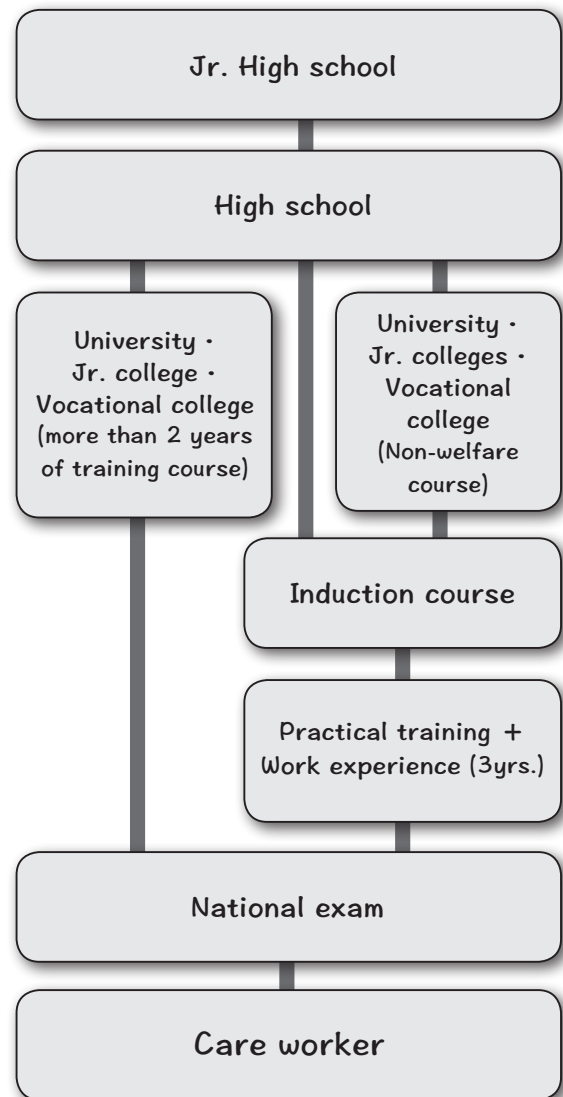 Jr. High school
High school
University ·
Jr. college ·
Vocational college
(more than 2 years
of training course)
University ·
Jr. colleges ·
Vocational
college
(Non-welfare
course)
Induction course
Practical training +
Work experience (3yrs.)
National exam
Care worker